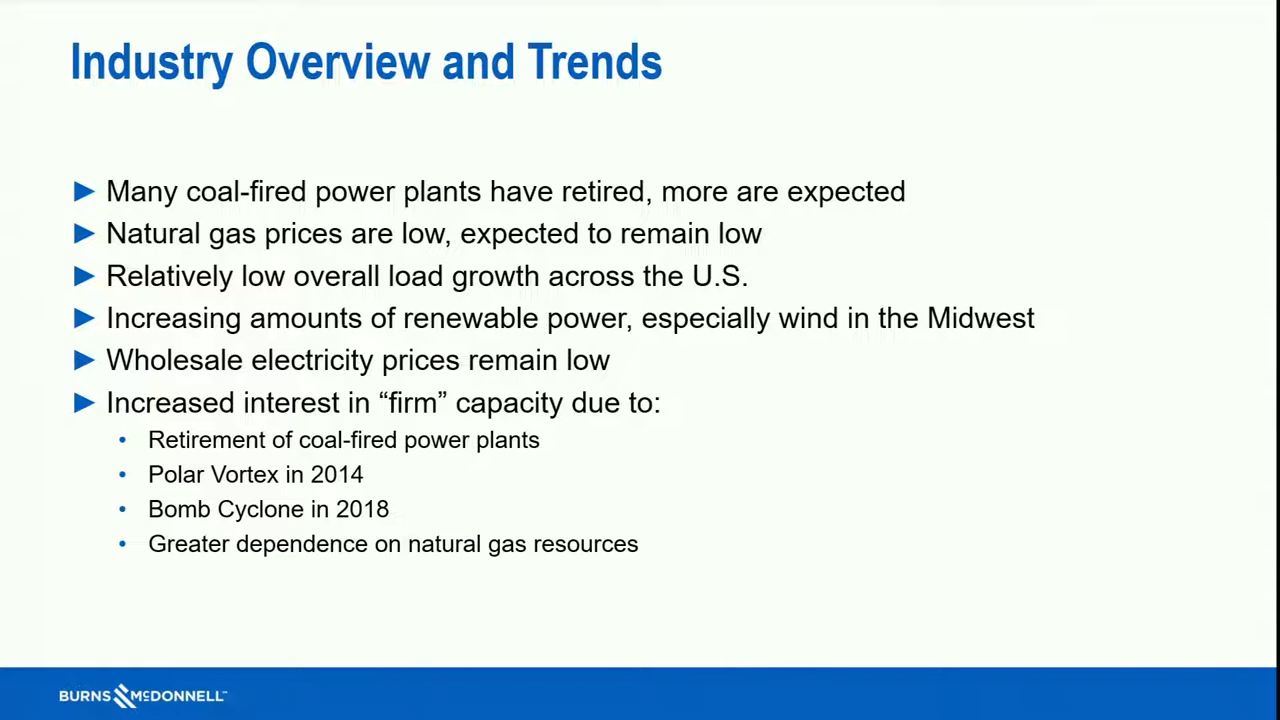 Industry Overview and Trends
► Many coal-fired power plants have retired, more are expected
► Natural gas prices are low, expected to remain low
► Relatively low overall load growth across the U.S.
► Increasing amounts of renewable power, especially wind in the Midwest
► Wholesale electricity prices remain low
► Increased interest in “firm” capacity due to:
• Retirement of coal-fired power plants
• Polar Vortex in 2014
• Bomb Cyclone in 2018
• Greater dependence on natural gas resources
BURNS McDONNELL™